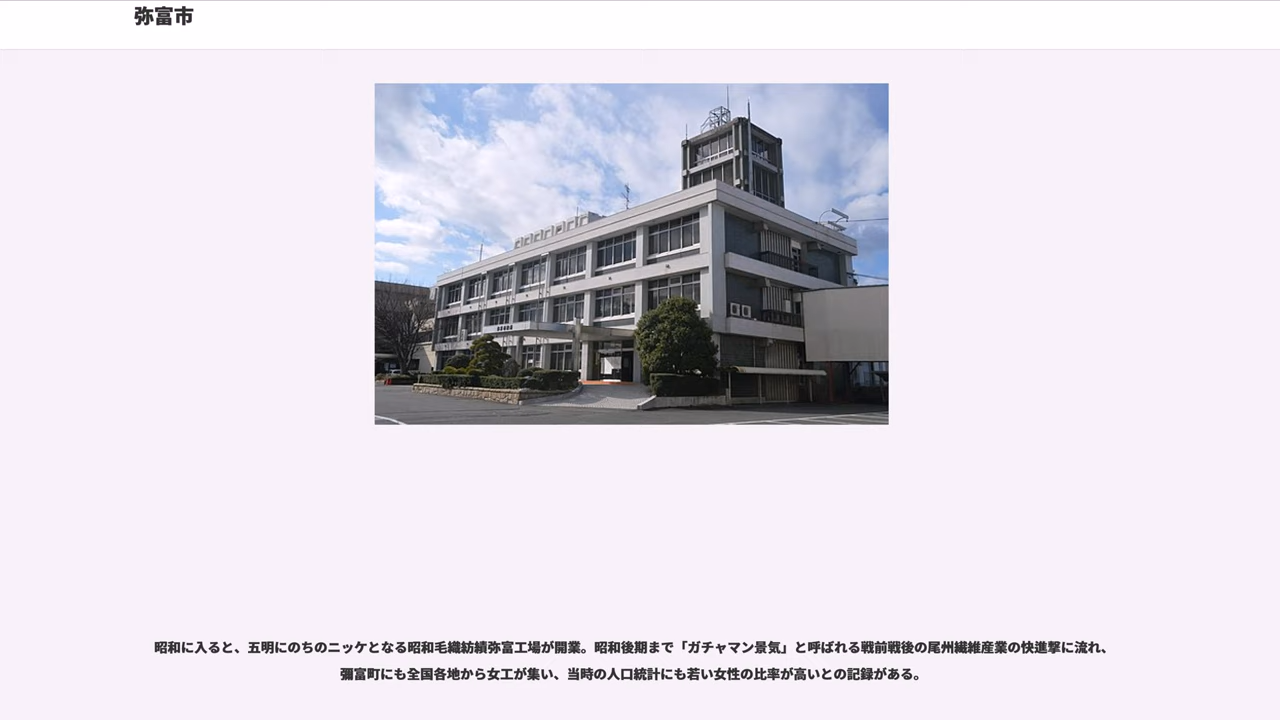 弥富市
昭和に入ると、五明にのちのニッケとなる昭和毛織紡績弥富工場が開業。昭和後期まで「ガチャマン景気」と呼ばれる戦前戦後の尾州繊維産業の快進撃に流れ、
彌富町にも全国各地から女工が集い、当時の人口統計にも若い女性の比率が高いとの記録がある。